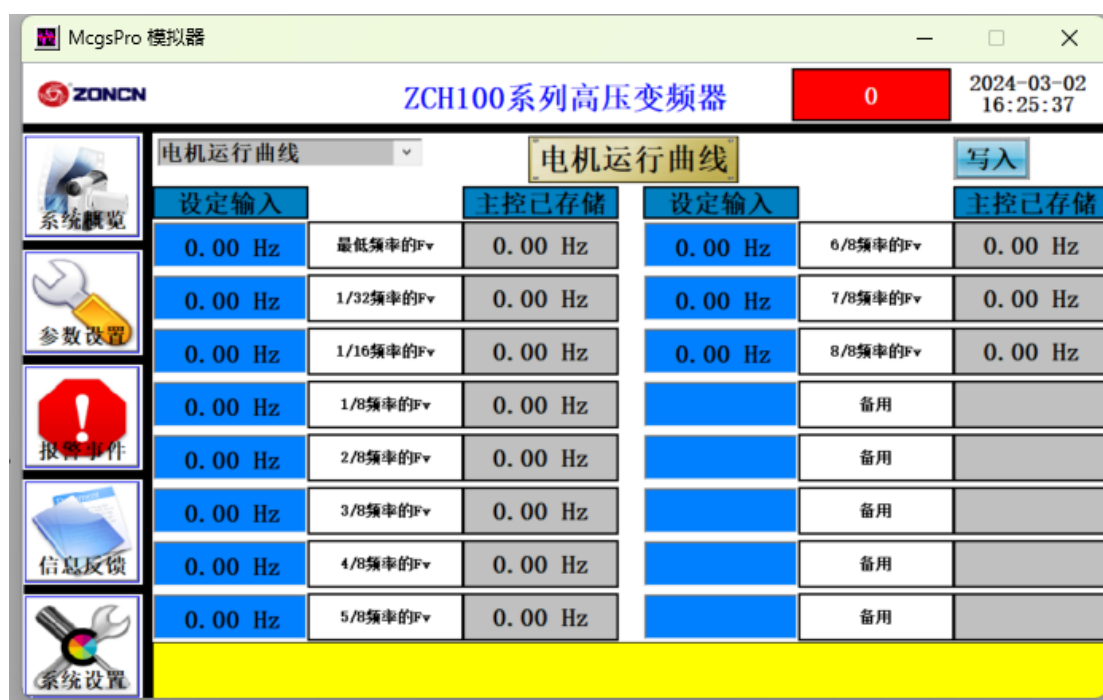 McgsPro 模拟器
ZONCN
ZCH100系列高压变频器
0
2024-03-02
16:25:37
电机运行曲线
电机运行曲线
写入
设定输入 主控已存储 设定输入 主控已存储
0.00 Hz 最低频率的Fv 0.00 Hz 0.00 Hz 6/8频率的Fv 0.00 Hz
0.00 Hz 1/32频率的Fv 0.00 Hz 0.00 Hz 7/8频率的Fv 0.00 Hz
0.00 Hz 1/16频率的Fv 0.00 Hz 0.00 Hz 8/8频率的Fv 0.00 Hz
0.00 Hz 1/8频率的Fv 0.00 Hz 备用
0.00 Hz 2/8频率的Fv 0.00 Hz 备用
0.00 Hz 3/8频率的Fv 0.00 Hz 备用
0.00 Hz 4/8频率的Fv 0.00 Hz 备用
0.00 Hz 5/8频率的Fv 0.00 Hz 备用
系统概览
参数设置
报警事件
信息反馈
系统设置